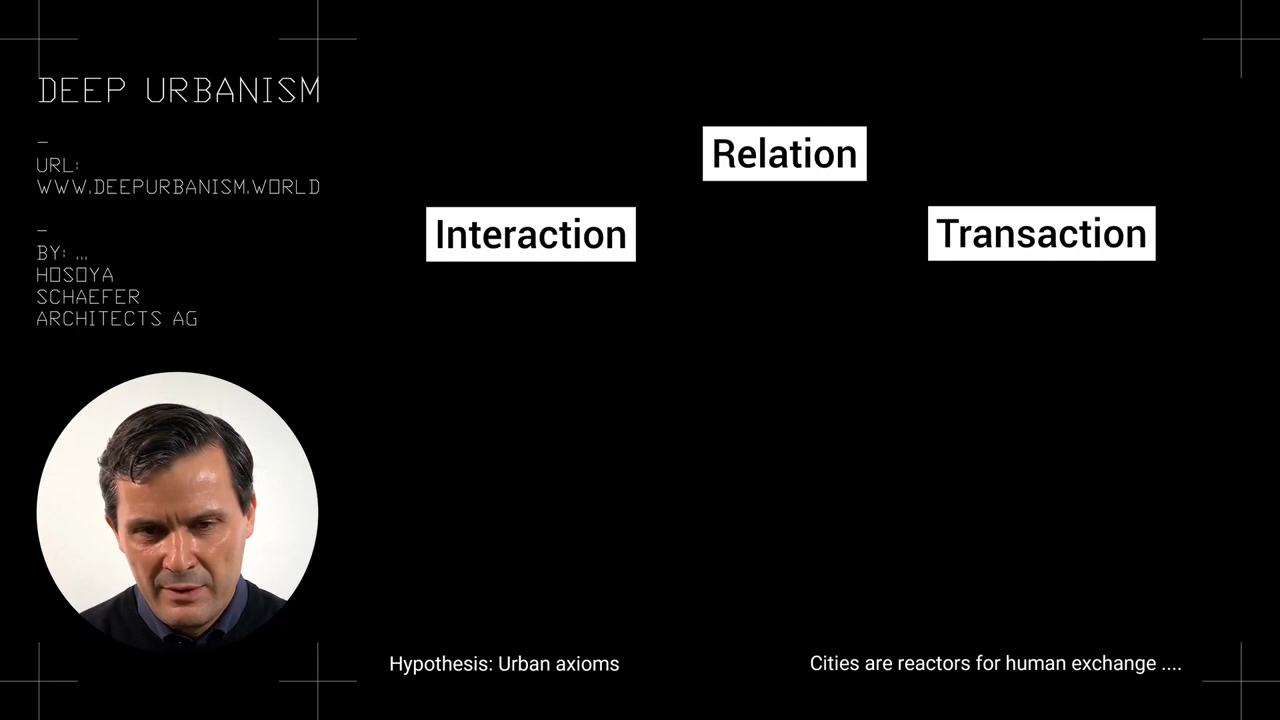 DEEP URBANISM
–
URL:
WWW.DEEPURBANISM.WORLD
–
BY: ...
HOSOYA
SCHAEFER
ARCHITECTS AG
Relation
Interaction
Transaction
Hypothesis: Urban axioms
Cities are reactors for human exchange ....